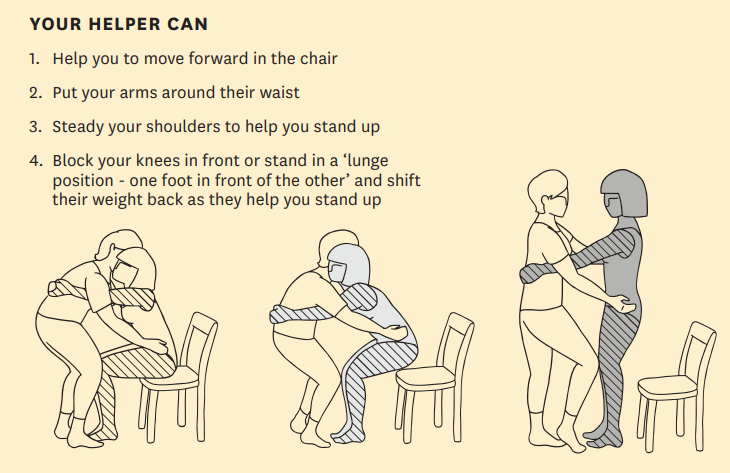 YOUR HELPER CAN
1. Help you to move forward in the chair
2. Put your arms around their waist
3. Steady your shoulders to help you stand up
4. Block your knees in front or stand in a ‘lunge
position - one foot in front of the other’ and shift
their weight back as they help you stand up